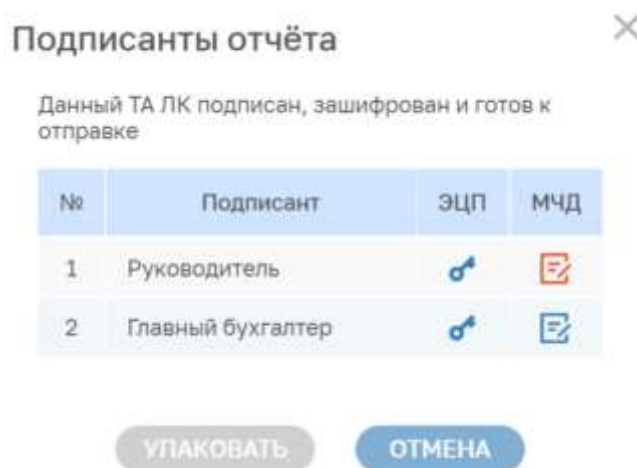 Подписанты отчёта
Данный ТА ЛК подписан, зашифрован и готов к
отправке
№ Подписант ЭЦП МЧД
1 Руководитель
2 Главный бухгалтер
УПАКОВАТЬ ОТМЕНА